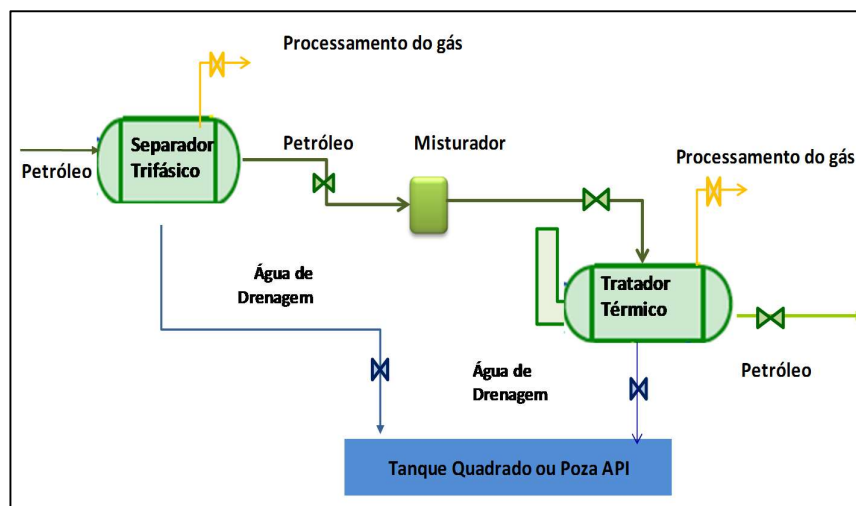 Processamento do gás
Petróleo
Separador
Trifásico
Petróleo
Misturador
Processamento do gás
Água de
Drenagem
Tratador
Térmico
Petróleo
Água de
Drenagem
Tanque Quadrado ou Poza API